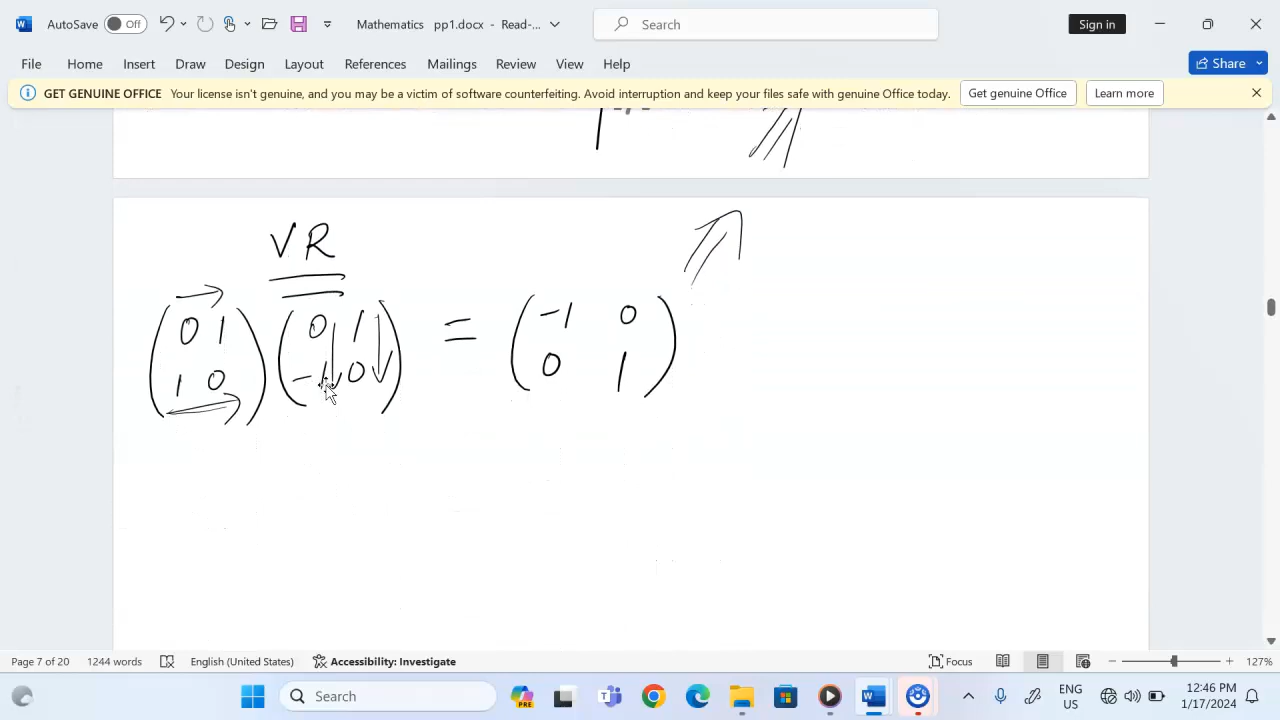 AutoSave Off Mathematics pp1.docx - Read-... Search Sign in
File Home Insert Draw Design Layout References Mailings Review View Help Share
GET GENUINE OFFICE Your license isn't genuine, and you may be a victim of software counterfeiting. Avoid interruption and keep your files safe with genuine Office today. Get genuine Office Learn more
VR
(0 1) (0 1) = (-1 0)
(1 0) (-1 0) (0 1)
Page 7 of 20 1244 words English (United States) Accessibility: Investigate Focus 127%
Search PRE ENG US 12:46 PM 1/17/2024